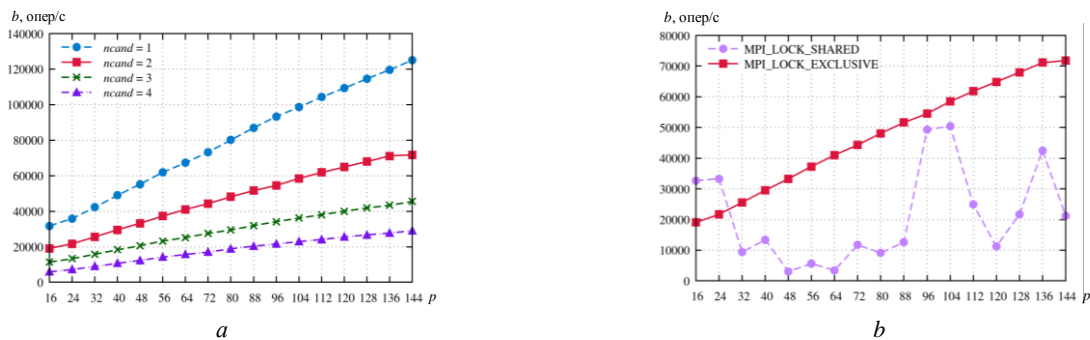 b, опер/с
140000
120000
100000
80000
60000
40000
20000
0
ncand = 1
ncand = 2
ncand = 3
ncand = 4
16 24 32 40 48 56 64 72 80 88 96 104 112 120 128 136 144 p
a
b, опер/с
80000
70000
60000
50000
40000
30000
20000
10000
0
MPI_LOCK_SHARED
MPI_LOCK_EXCLUSIVE
16 24 32 40 48 56 64 72 80 88 96 104 112 120 128 136 144 p
b